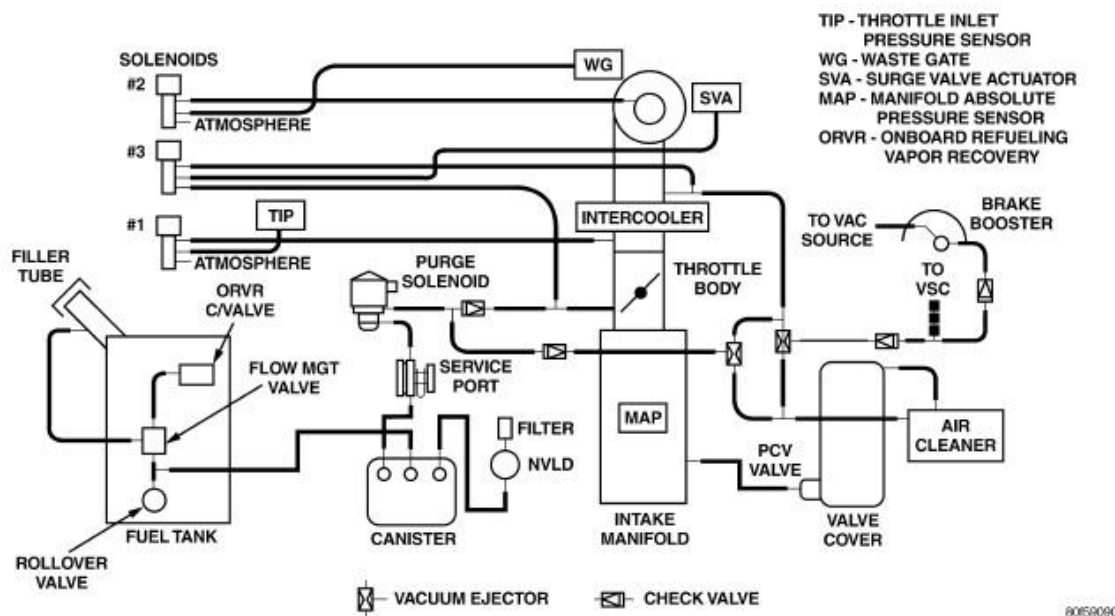 TIP - THROTTLE INLET
PRESSURE SENSOR
WG - WASTE GATE
SVA - SURGE VALVE ACTUATOR
MAP - MANIFOLD ABSOLUTE
PRESSURE SENSOR
ORVR - ONBOARD REFUELING
VAPOR RECOVERY
SOLENOIDS
#2
WG
SVA
ATMOSPHERE
#3
#1
TIP
INTERCOOLER
ATMOSPHERE
BRAKE
BOOSTER
TO VAC
SOURCE
TO
VSC
FILLER
TUBE
ORVR
C/VALVE
PURGE
SOLENOID
THROTTLE
BODY
FLOW MGT
VALVE
SERVICE
PORT
MAP
FILTER
NVLD
PCV
VALVE
AIR
CLEANER
FUEL TANK
CANISTER
INTAKE
MANIFOLD
VALVE
COVER
ROLLOVER
VALVE
VACUUM EJECTOR
CHECK VALVE